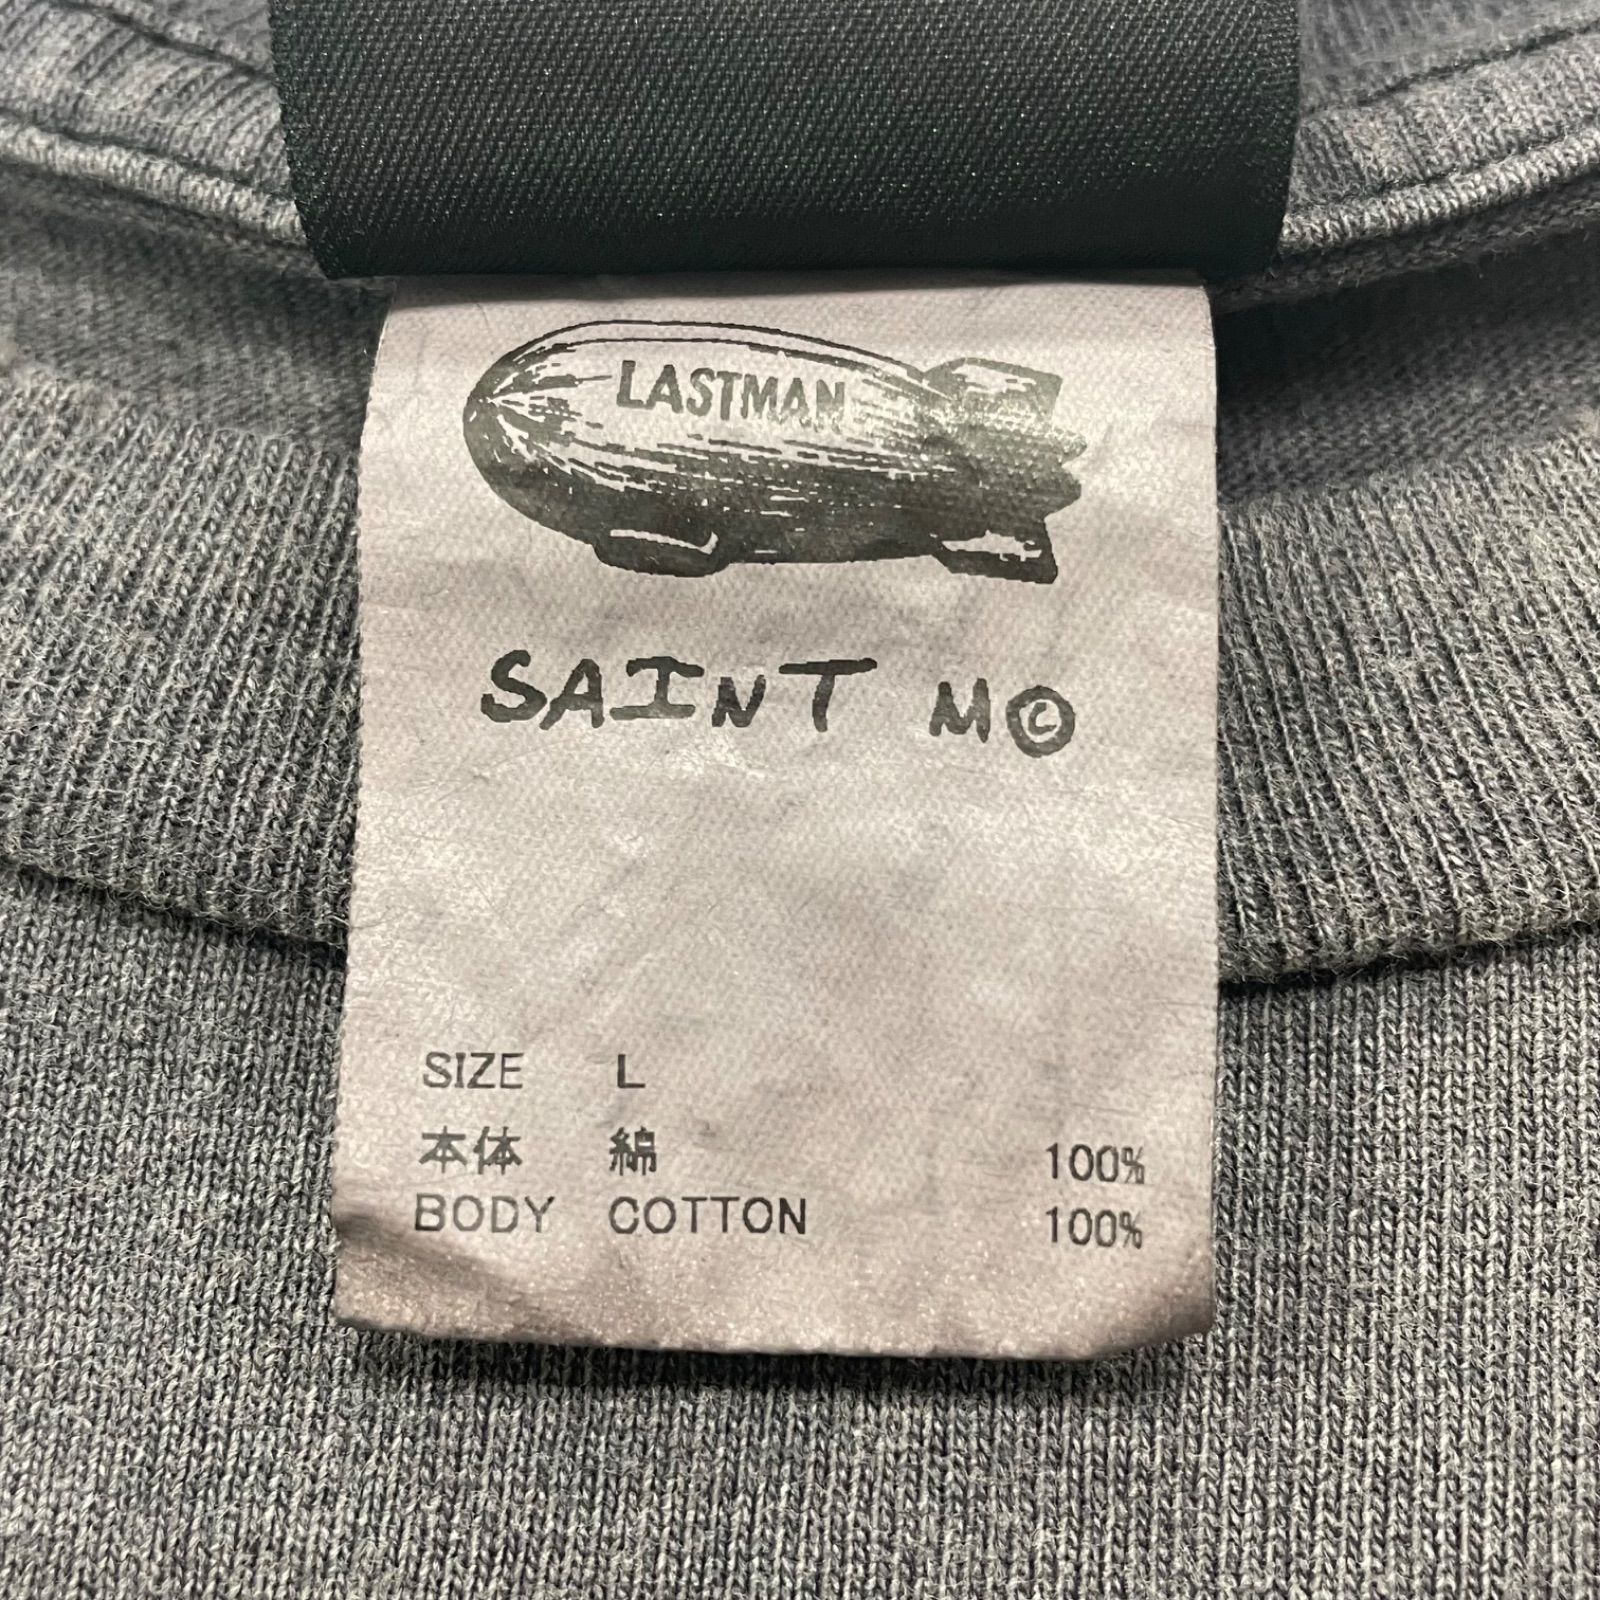 LASTMAN
SAINT M©
SIZE L
本体 綿 100%
BODY COTTON 100%